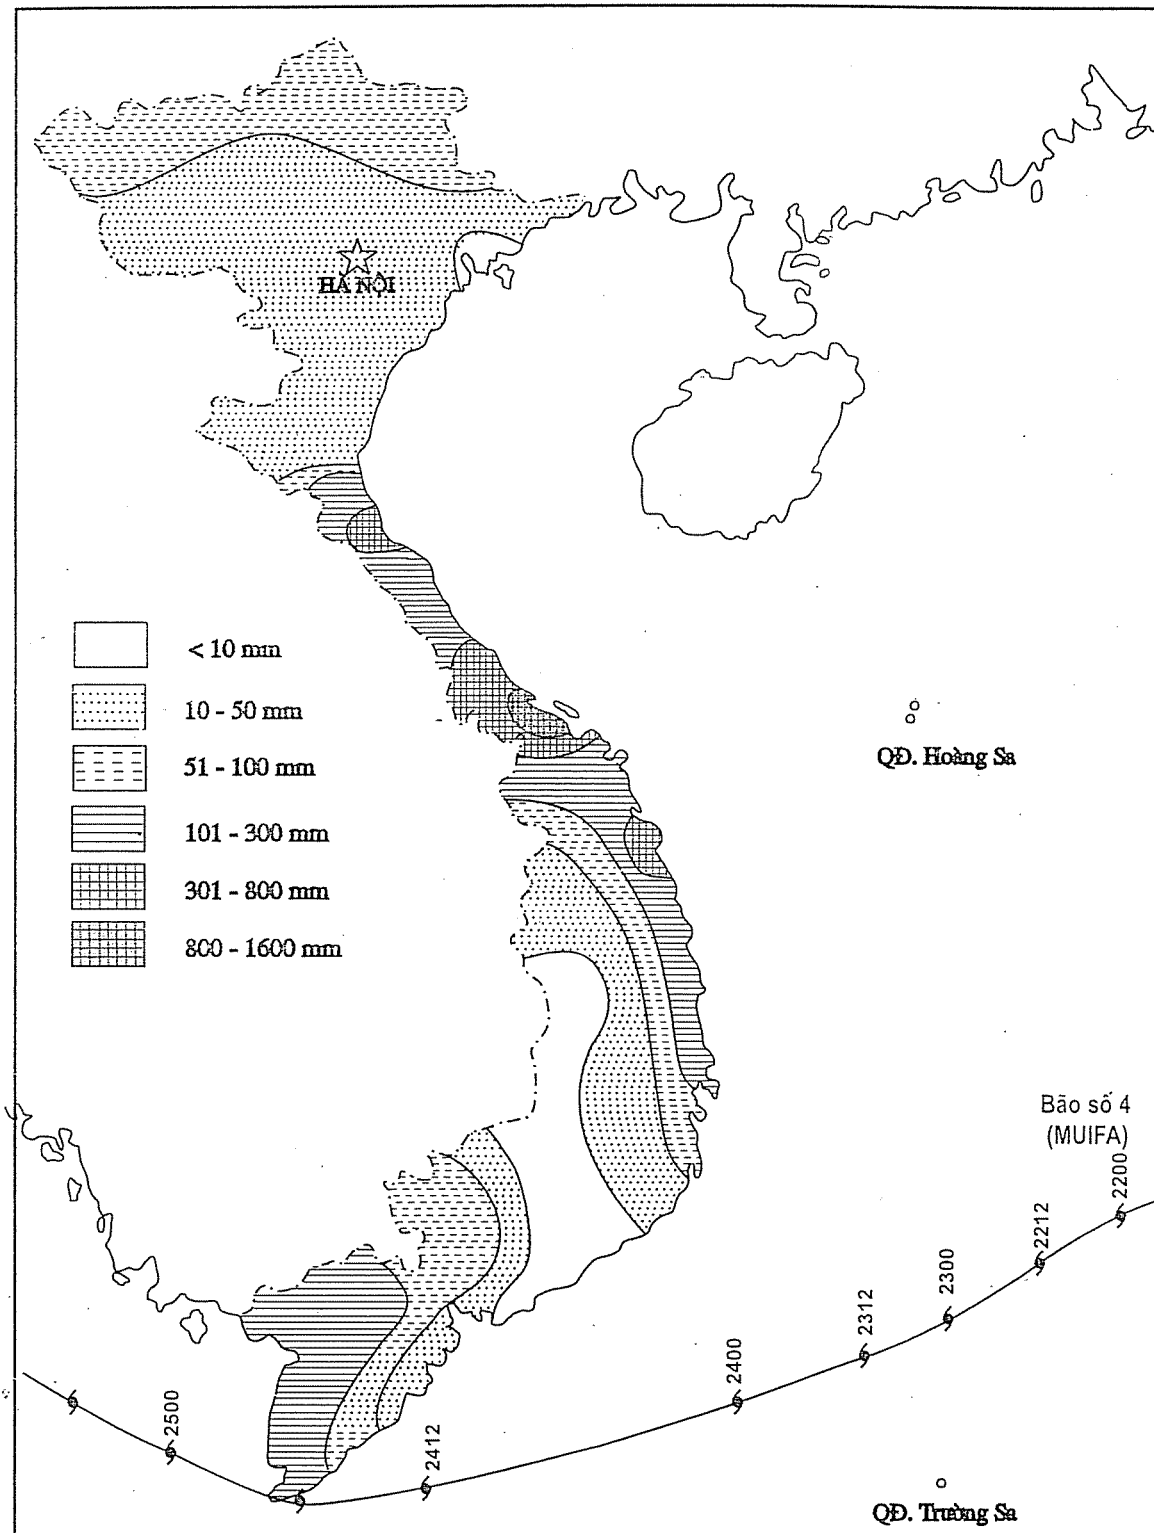 HÀ NỘI
< 10 mm
10 - 50 mm
51 - 100 mm
101 - 300 mm
301 - 800 mm
800 - 1600 mm
QĐ. Hoàng Sa
Bão số 4
(MUIFA)
2200
2212
2300
2312
2400
2412
2500
QĐ. Trường Sa